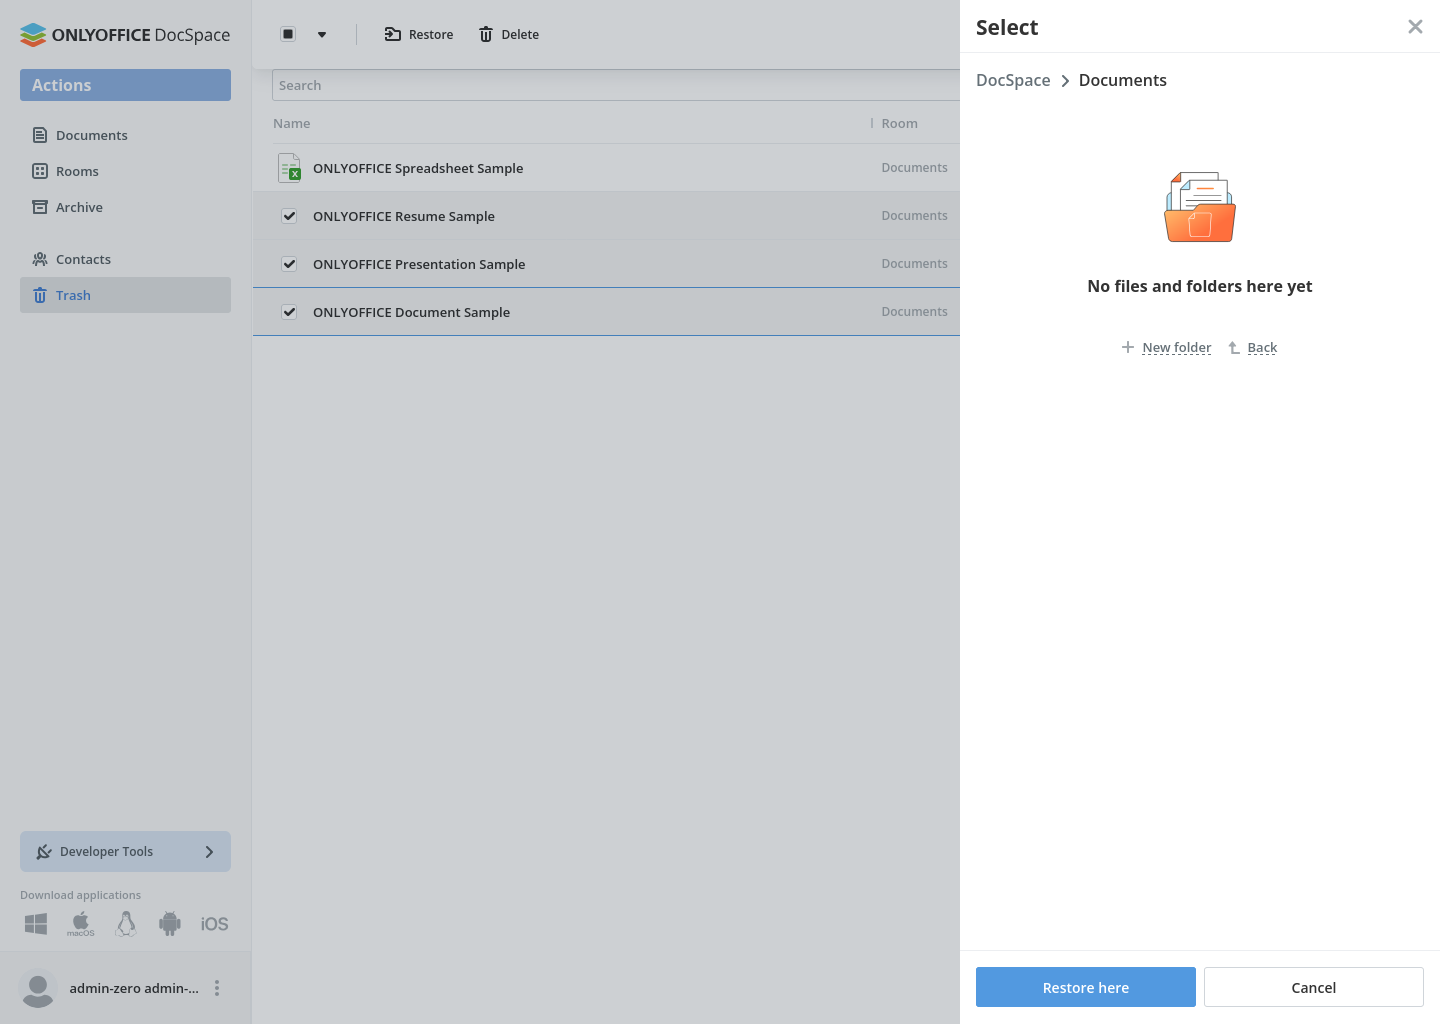 ONLYOFFICE DocSpace
Actions
Documents
Rooms
Archive
Contacts
Trash
Developer Tools
Download applications
macOS
iOS
admin-zero admin-...
Restore
Delete
Search
Name
Room
ONLYOFFICE Spreadsheet Sample
Documents
ONLYOFFICE Resume Sample
Documents
ONLYOFFICE Presentation Sample
Documents
ONLYOFFICE Document Sample
Documents
Select
DocSpace
Documents
No files and folders here yet
New folder
Back
Restore here
Cancel